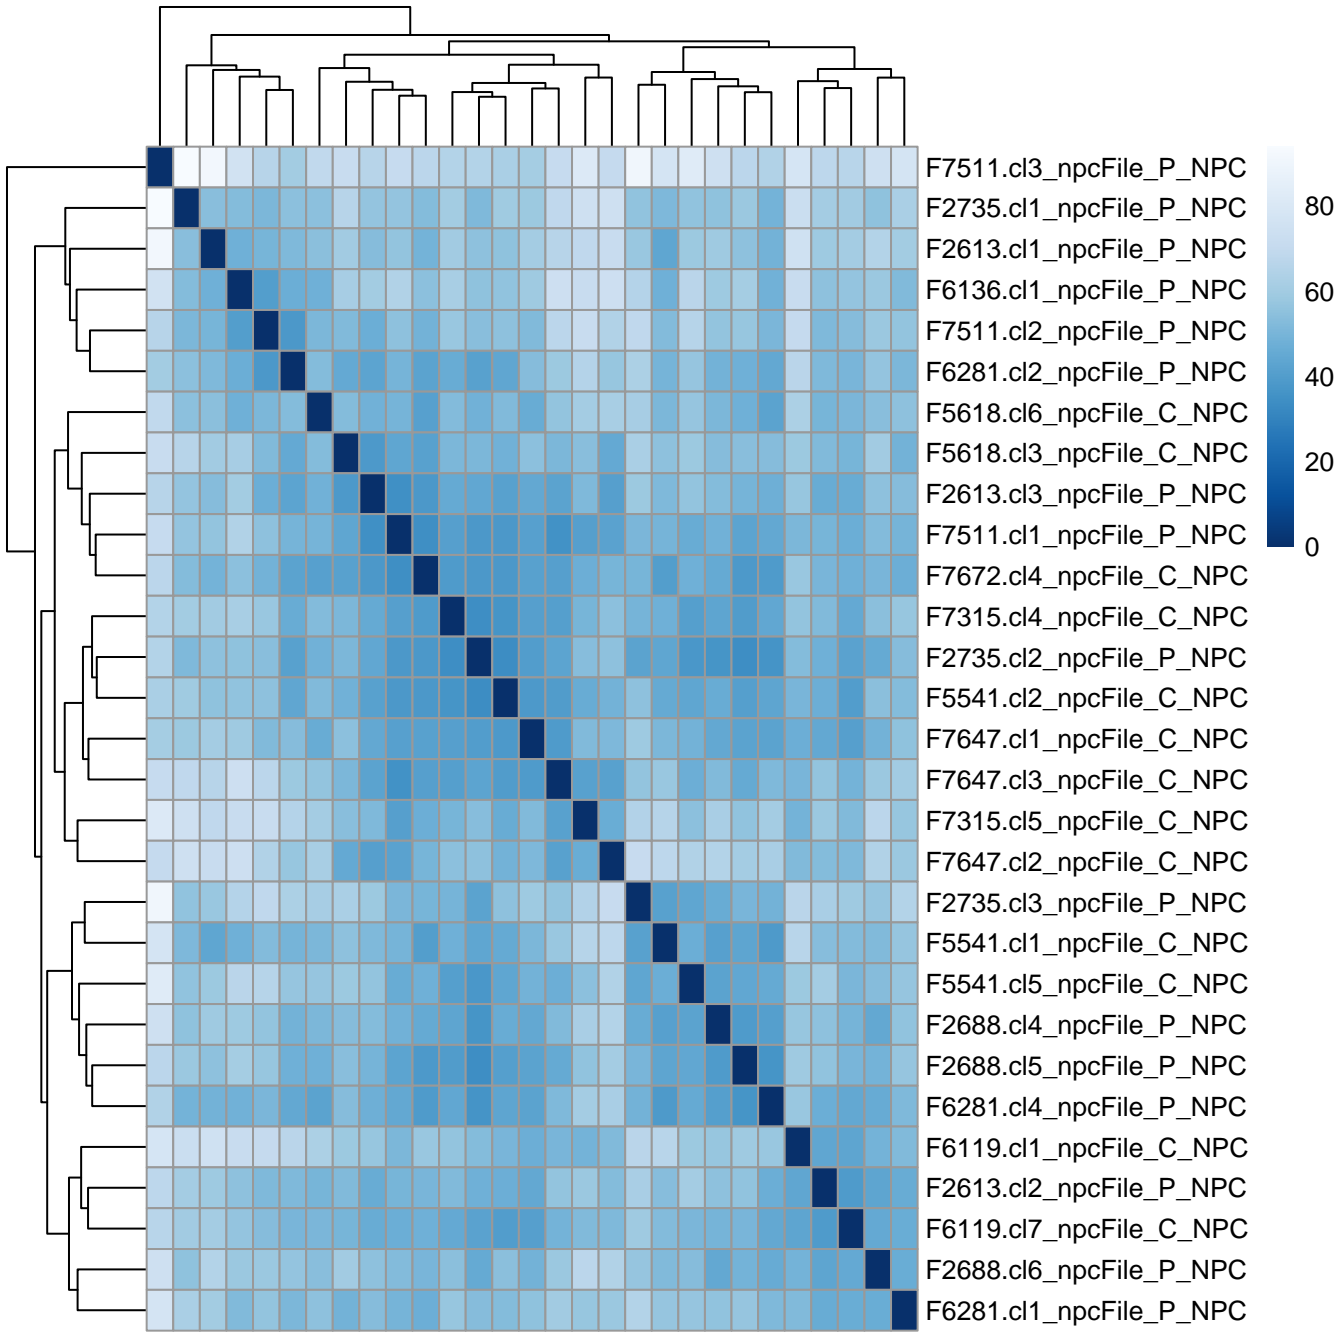 F7511.cl3_npcFile_P_NPC
F2735.cl1_npcFile_P_NPC
F2613.cl1_npcFile_P_NPC
F6136.cl1_npcFile_P_NPC
F7511.cl2_npcFile_P_NPC
F6281.cl2_npcFile_P_NPC
F5618.cl6_npcFile_C_NPC
F5618.cl3_npcFile_C_NPC
F2613.cl3_npcFile_P_NPC
F7511.cl1_npcFile_P_NPC
F7672.cl4_npcFile_C_NPC
F7315.cl4_npcFile_C_NPC
F2735.cl2_npcFile_P_NPC
F5541.cl2_npcFile_C_NPC
F7647.cl1_npcFile_C_NPC
F7647.cl3_npcFile_C_NPC
F7315.cl5_npcFile_C_NPC
F7647.cl2_npcFile_C_NPC
F2735.cl3_npcFile_P_NPC
F5541.cl1_npcFile_C_NPC
F5541.cl5_npcFile_C_NPC
F2688.cl4_npcFile_P_NPC
F2688.cl5_npcFile_P_NPC
F6281.cl4_npcFile_P_NPC
F6119.cl1_npcFile_C_NPC
F2613.cl2_npcFile_P_NPC
F6119.cl7_npcFile_C_NPC
F2688.cl6_npcFile_P_NPC
F6281.cl1_npcFile_P_NPC
80
60
40
20
0